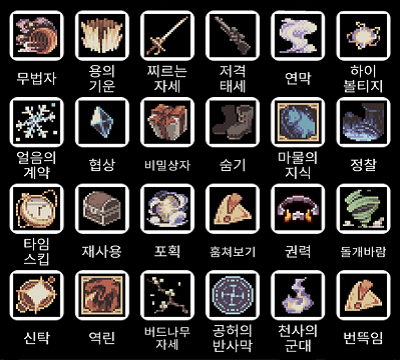 무법자
용의
기운
찌르는
자세
저격
태세
연막
하이
볼티지
얼음의
계약
협상
비밀상자
숨기
마물의
지식
정찰
타임
스킵
재사용
포획
훔쳐보기
권력
돌개바람
신탁
역린
버드나무
자세
공허의
반사막
천사의
군대
번뜩임